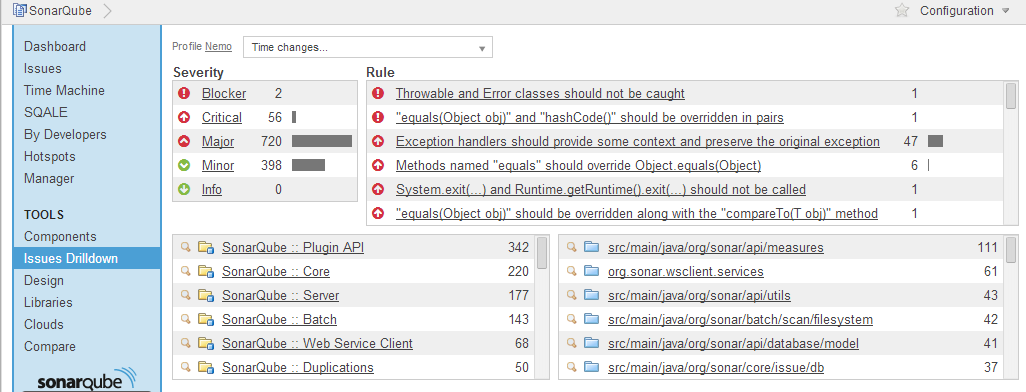 SonarQube
Configuration
Dashboard
Issues
Time Machine
SQALE
By Developers
Hotspots
Manager
TOOLS
Components
Issues Drilldown
Design
Libraries
Clouds
Compare
sonarqube
Profile Nemo Time changes...
Severity
Blocker 2
Critical 56
Major 720
Minor 398
Info 0
Rule
Throwable and Error classes should not be caught 1
"equals(Object obj)" and "hashCode()" should be overridden in pairs 1
Exception handlers should provide some context and preserve the original exception 47
Methods named "equals" should override Object.equals(Object) 6
System.exit(...) and Runtime.getRuntime().exit(...) should not be called 1
"equals(Object obj)" should be overridden along with the "compareTo(T obj)" method 1
SonarQube :: Plugin API 342
SonarQube :: Core 220
SonarQube :: Server 177
SonarQube :: Batch 143
SonarQube :: Web Service Client 68
SonarQube :: Duplications 50
src/main/java/org/sonar/api/measures 111
org.sonar.wsclient.services 61
src/main/java/org/sonar/api/utils 43
src/main/java/org/sonar/batch/scan/filesystem 42
src/main/java/org/sonar/api/database/model 41
src/main/java/org/sonar/core/issue/db 37